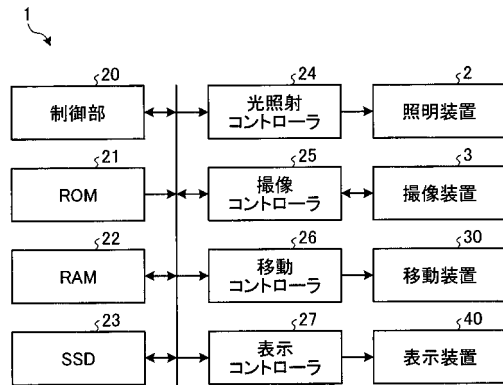 1
20
制御部
24
光照射
コントローラ
2
照明装置
21
ROM
25
撮像
コントローラ
3
撮像装置
22
RAM
26
移動
コントローラ
30
移動装置
23
SSD
27
表示
コントローラ
40
表示装置